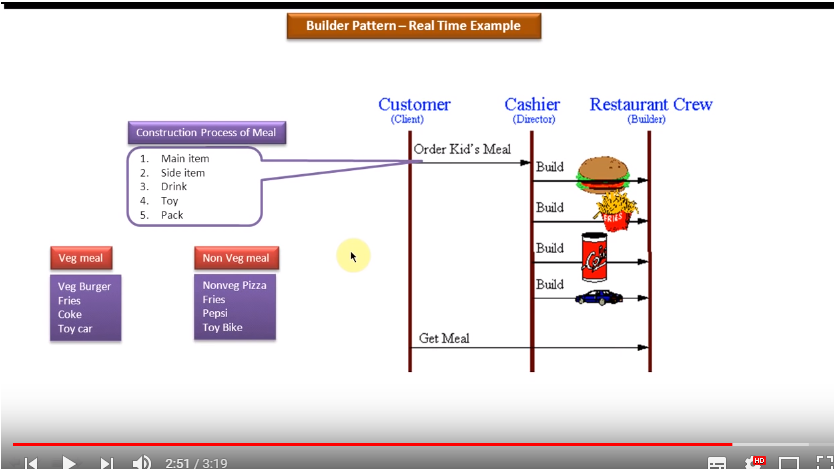 Builder Pattern – Real Time Example
Customer
(Client)
Cashier
(Director)
Restaurant Crew
(Builder)
Construction Process of Meal
1. Main item
2. Side item
3. Drink
4. Toy
5. Pack
Order Kid's Meal
Build
Build
FRIES
Build
Build
Get Meal
Veg meal
Veg Burger
Fries
Coke
Toy car
Non Veg meal
Nonveg Pizza
Fries
Pepsi
Toy Bike
2:51 / 3:19
HD